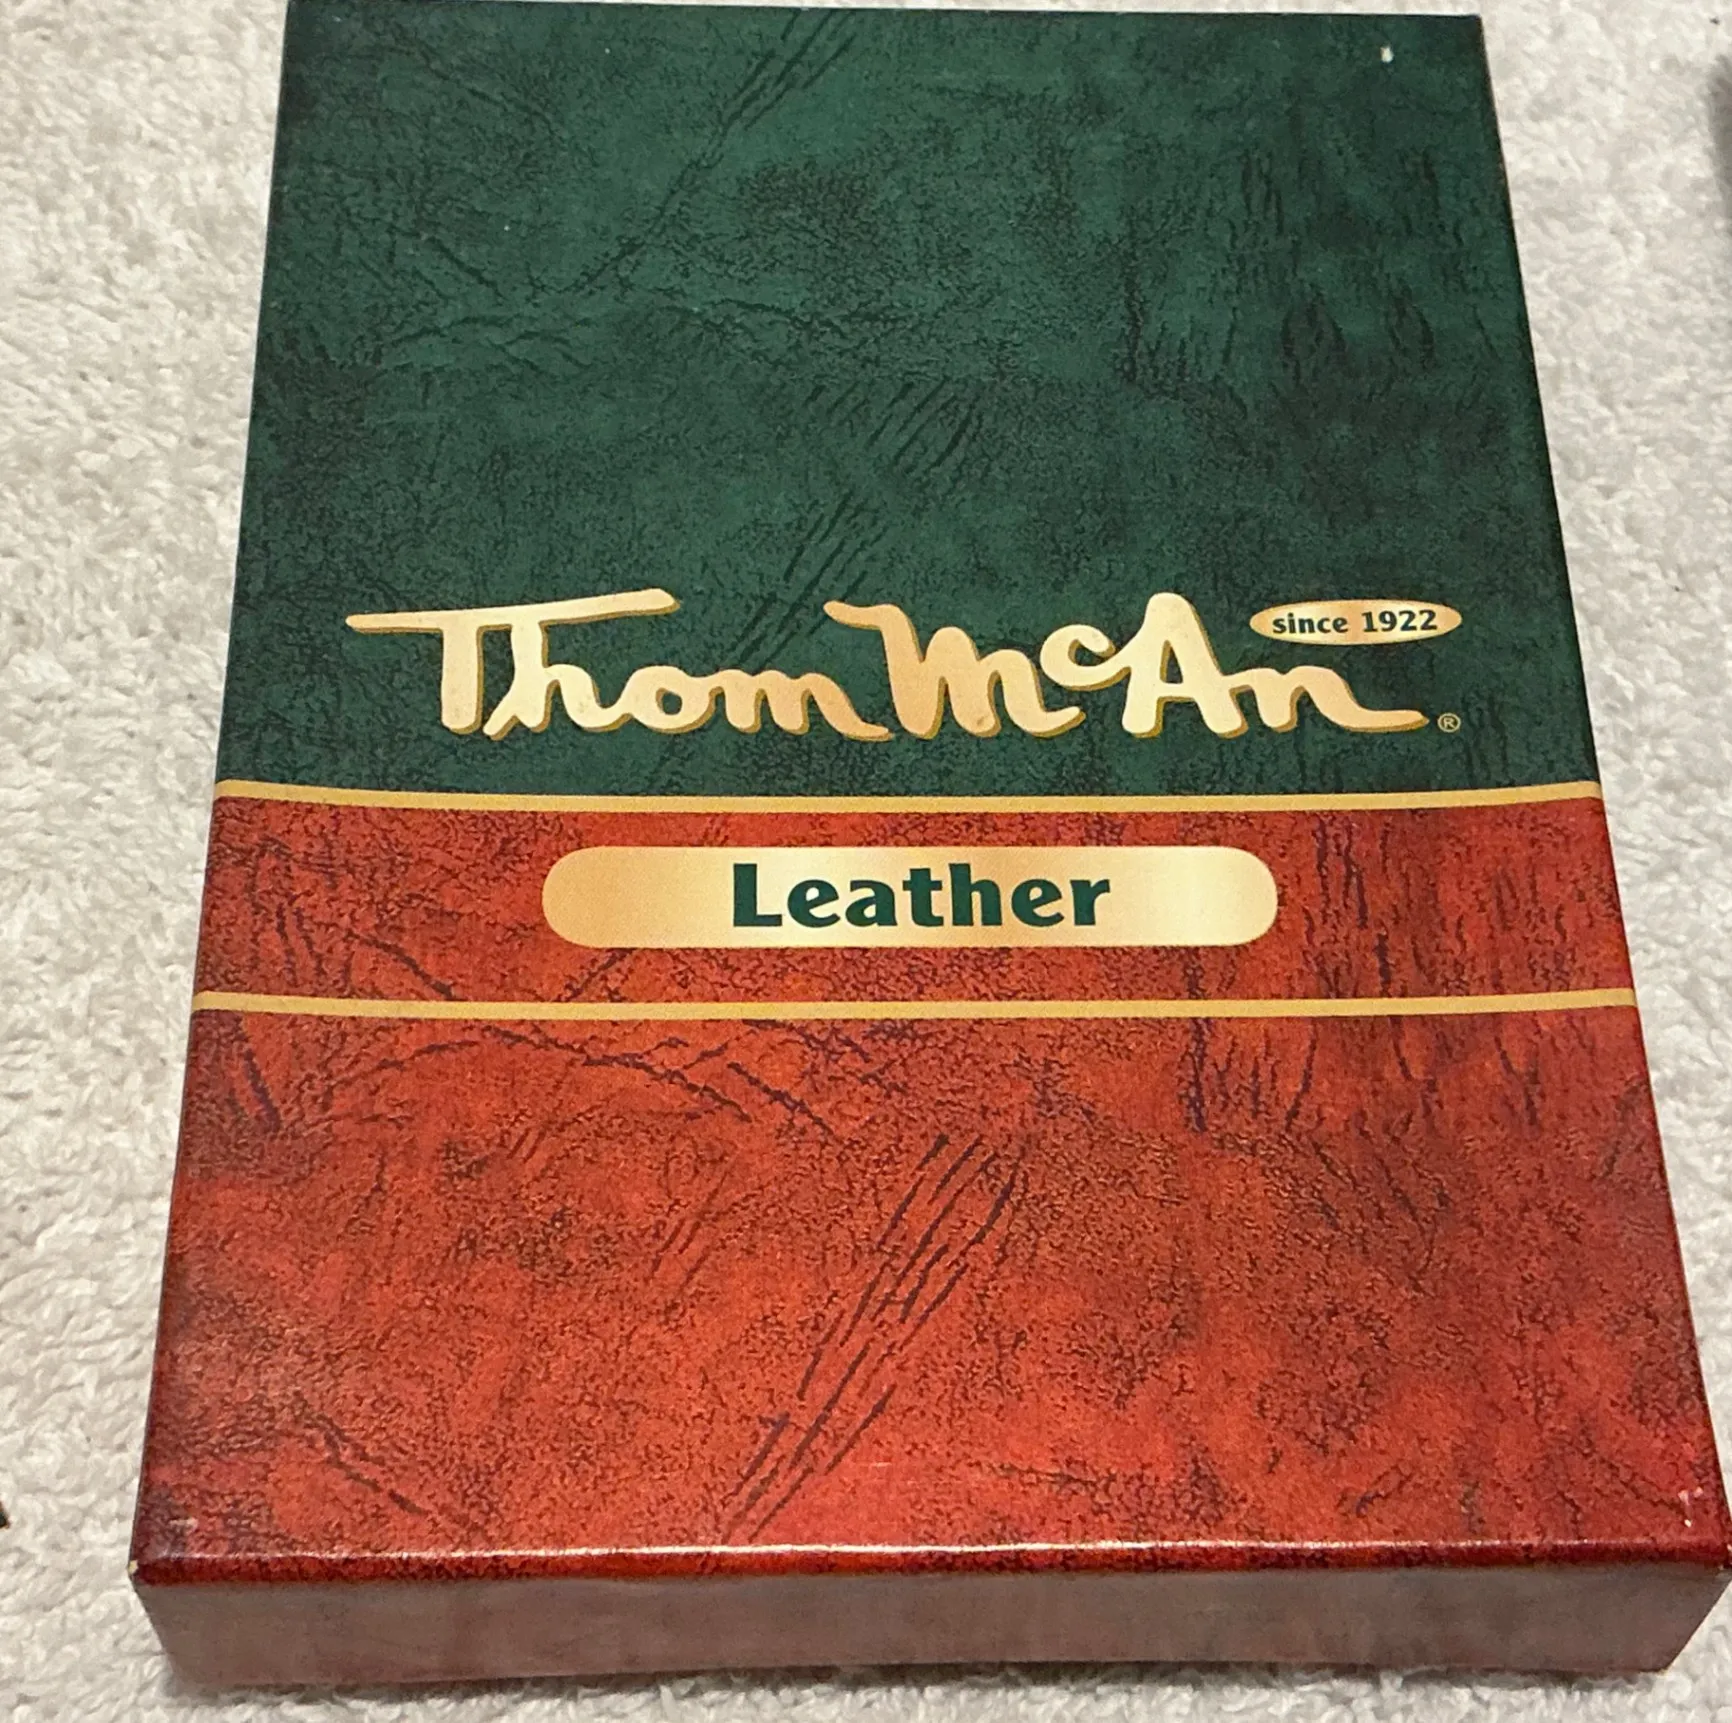 Thom McAn ®
since 1922
Leather